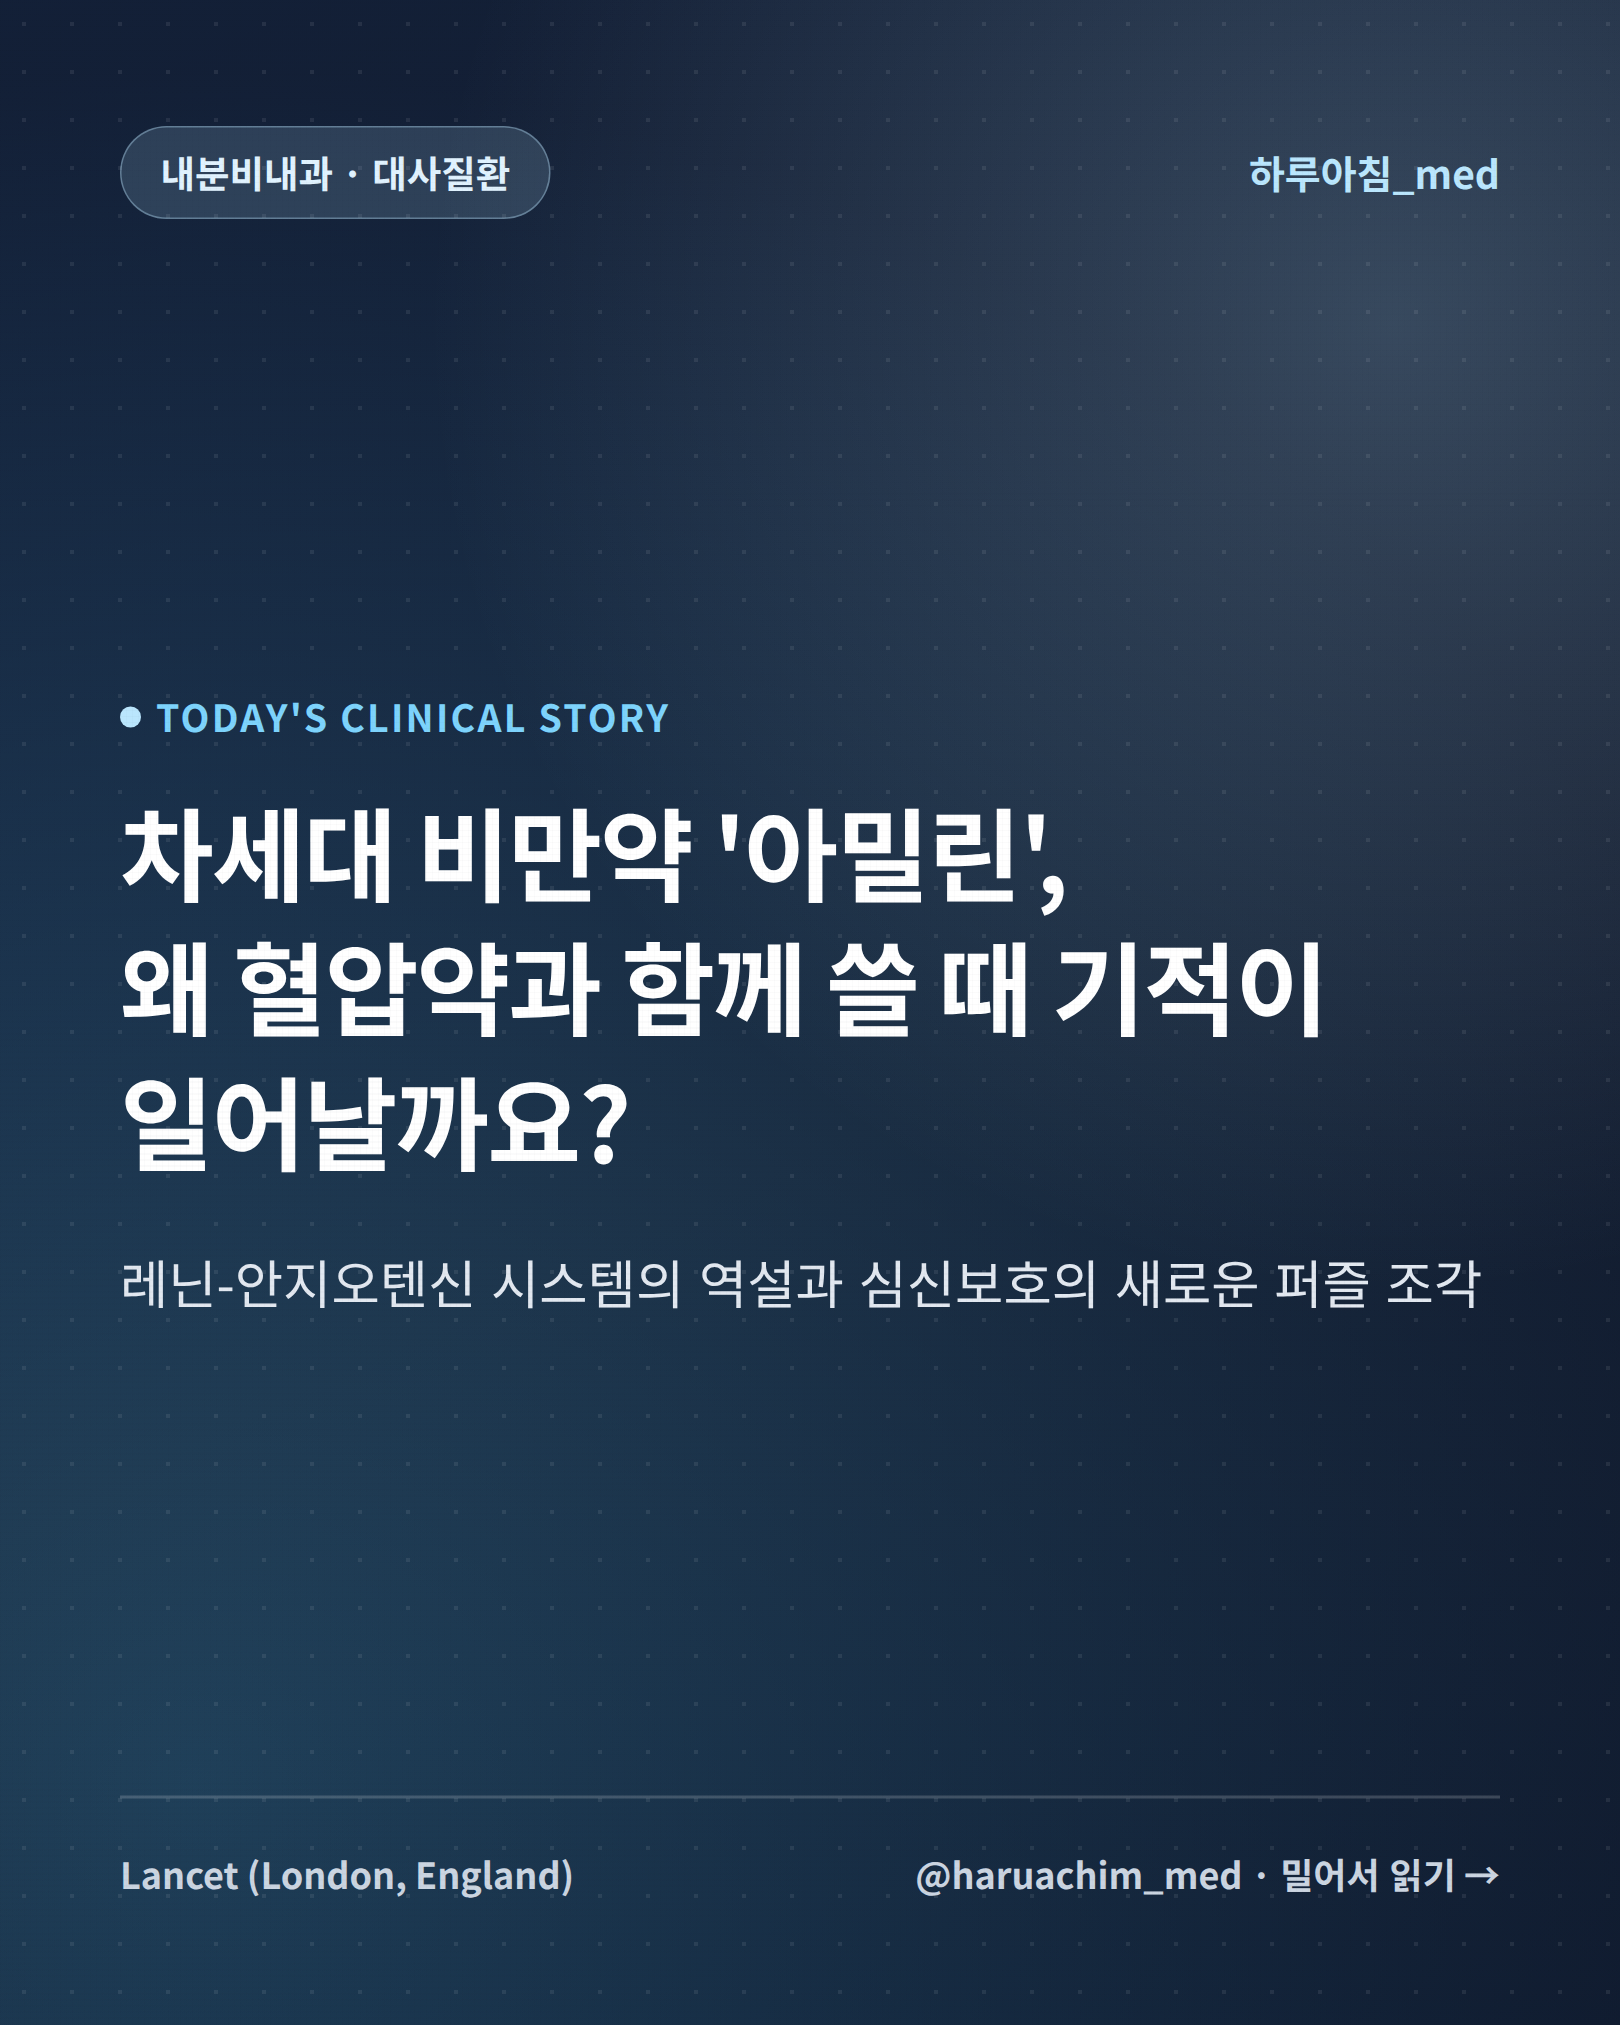 내분비내과 · 대사질환
하루아침_med
TODAY'S CLINICAL STORY
차세대 비만약 '아밀린',
왜 혈압약과 함께 쓸 때 기적이
일어날까요?
레닌-안지오텐신 시스템의 역설과 심신보호의 새로운 퍼즐 조각
Lancet (London, England)
@haruachim_med · 밀어서 읽기 →